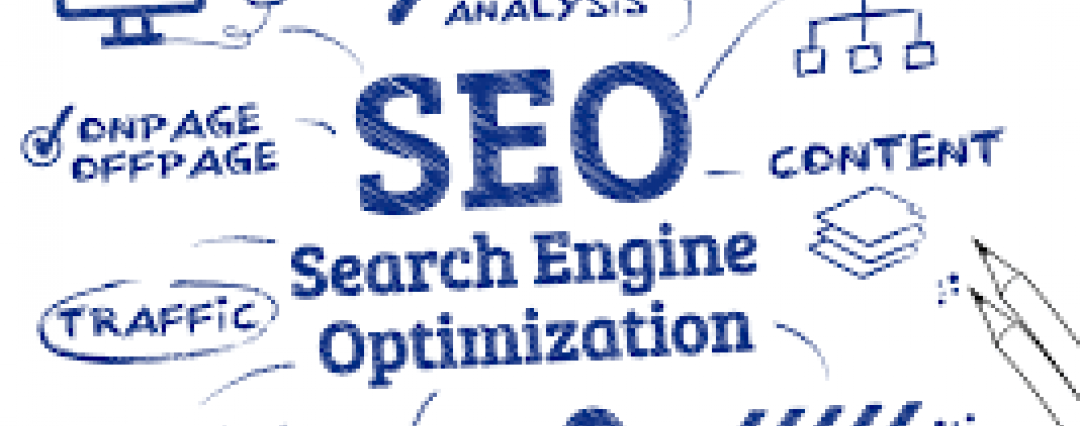 ANALYSIS
SEO
ONPAGE
OFFPAGE
CONTENT
Search Engine
Optimization
TRAFFiC